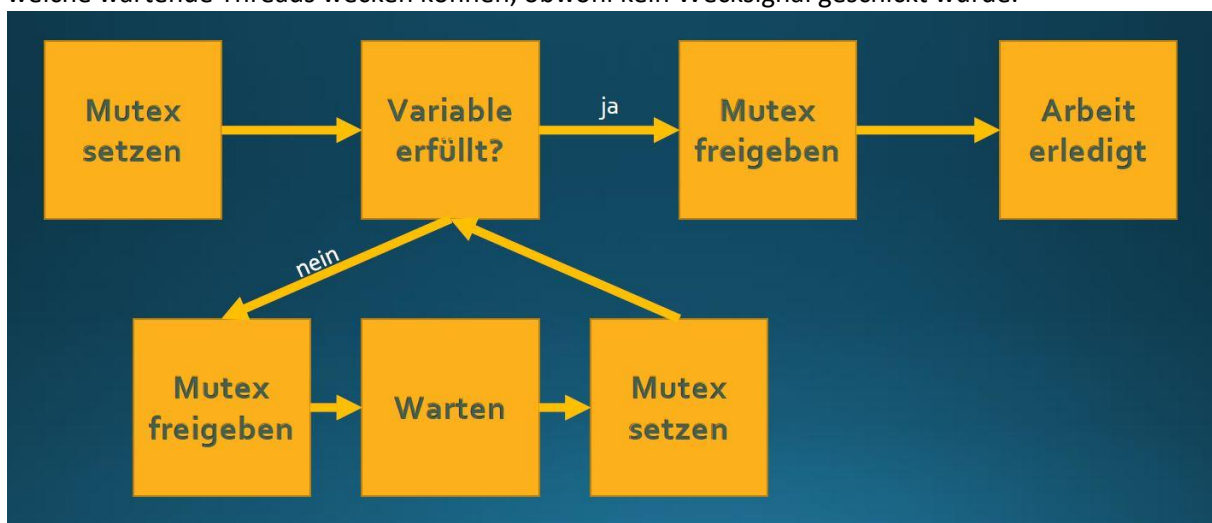 welche wartende Threads wecken können, obwohl kein Wecksignal geschickt wurde.
Mutex
setzen
Variable
erfüllt?
ja
Mutex
freigeben
Arbeit
erledigt
nein
Mutex
freigeben
Warten
Mutex
setzen